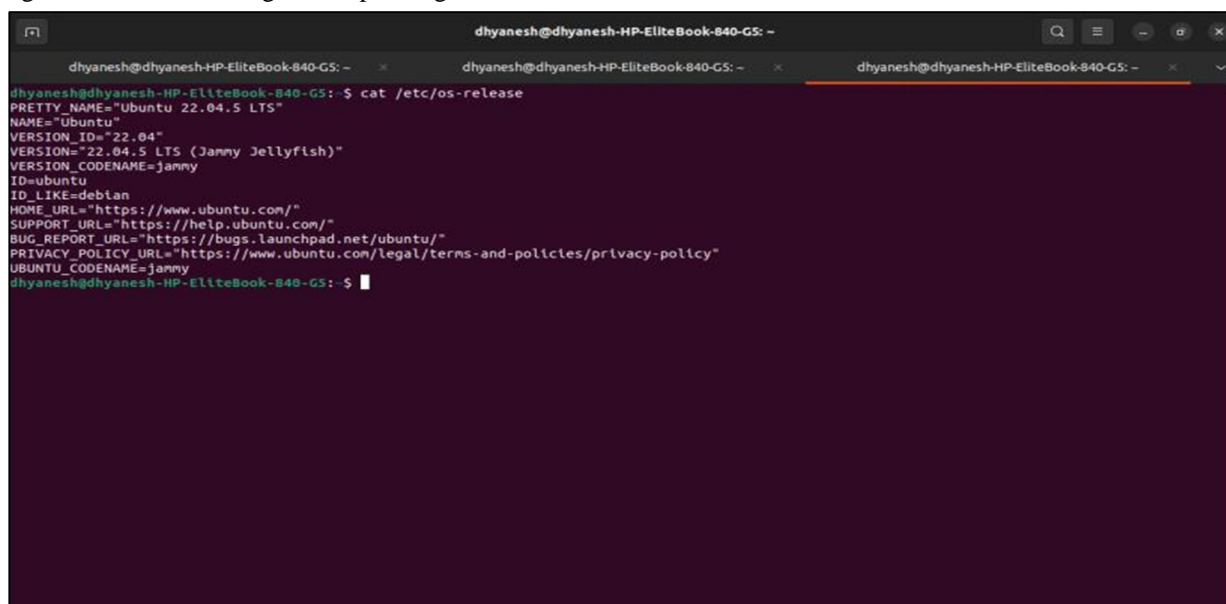 dhyanesh@dhyanesh-HP-EliteBook-840-G5: ~
dhyanesh@dhyanesh-HP-EliteBook-840-G5: ~ dhyanesh@dhyanesh-HP-EliteBook-840-G5: ~ dhyanesh@dhyanesh-HP-EliteBook-840-G5: ~
dhyanesh@dhyanesh-HP-EliteBook-840-G5:~$ cat /etc/os-release
PRETTY_NAME="Ubuntu 22.04.5 LTS"
NAME="Ubuntu"
VERSION_ID="22.04"
VERSION="22.04.5 LTS (Jammy Jellyfish)"
VERSION_CODENAME=jammy
ID=ubuntu
ID_LIKE=debian
HOME_URL="https://www.ubuntu.com/"
SUPPORT_URL="https://help.ubuntu.com/"
BUG_REPORT_URL="https://bugs.launchpad.net/ubuntu/"
PRIVACY_POLICY_URL="https://www.ubuntu.com/legal/terms-and-policies/privacy-policy"
UBUNTU_CODENAME=jammy
dhyanesh@dhyanesh-HP-EliteBook-840-G5:~$